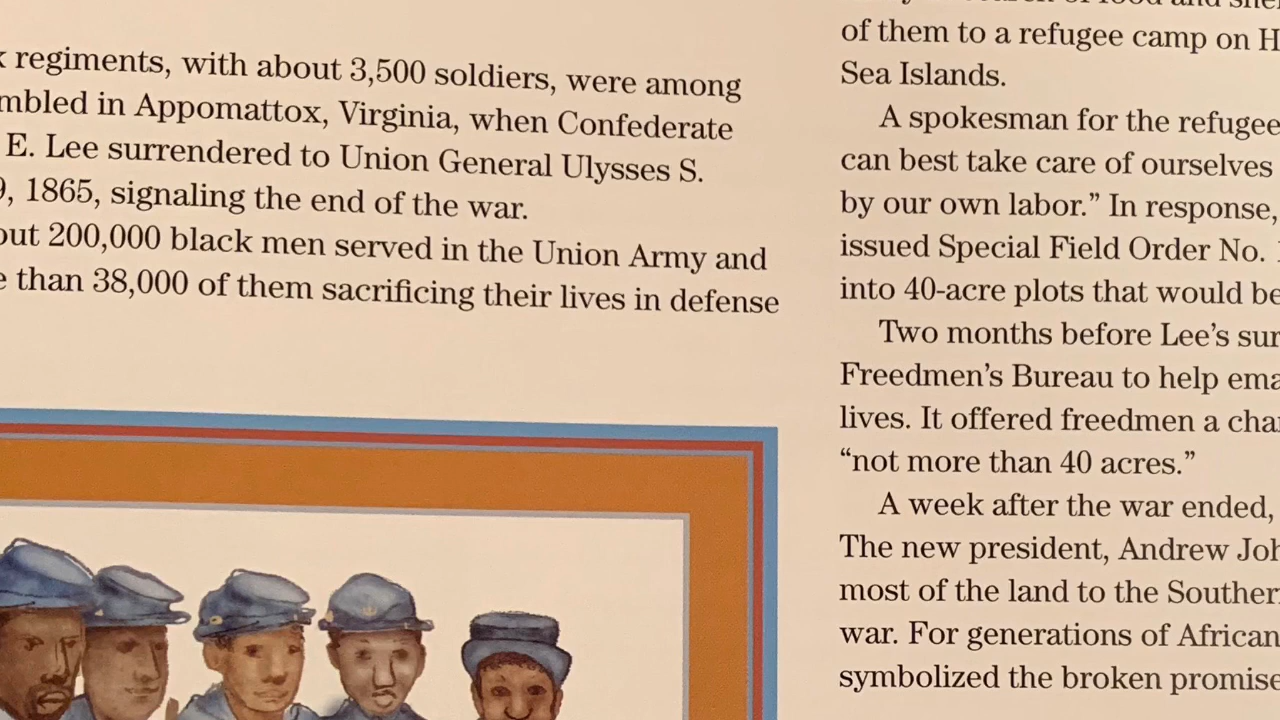 regiments, with about 3,500 soldiers, were among
mbled in Appomattox, Virginia, when Confederate
E. Lee surrendered to Union General Ulysses S.
9, 1865, signaling the end of the war.
out 200,000 black men served in the Union Army and
e than 38,000 of them sacrificing their lives in defense
of them to a refugee camp on H
Sea Islands.
A spokesman for the refugee
can best take care of ourselves
by our own labor.” In response,
issued Special Field Order No. 1
into 40-acre plots that would be
Two months before Lee’s sur
Freedmen’s Bureau to help ema
lives. It offered freedmen a cha
“not more than 40 acres.”
A week after the war ended,
The new president, Andrew Joh
most of the land to the Souther
war. For generations of African
symbolized the broken promise